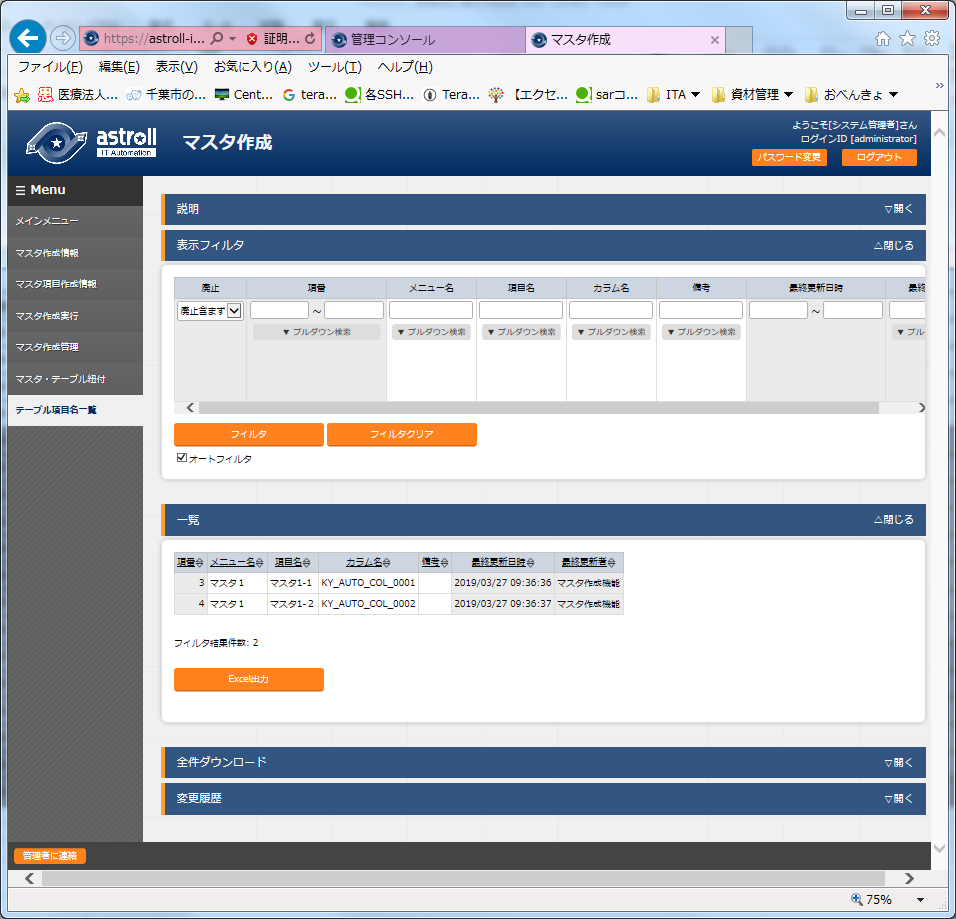 https://astroll-i... 証明... 管理コンソール マスタ作成
ファイル(F) 編集(E) 表示(V) お気に入り(A) ツール(T) ヘルプ(H)
医療法人... 千葉市の... Cent... tera... 各SSH... Tera... 【エクセ... sarコ... ITA ▼ 資材管理 ▼ おべんきょ ▼ »
astroll
IT Automation
マスタ作成
ようこそ[システム管理者]さん
ログインID [administrator]
パスワード変更 ログアウト
☰ Menu
メインメニュー
マスタ作成情報
マスタ項目作成情報
マスタ作成実行
マスタ作成管理
マスタ・テーブル紐付
テーブル項目名一覧
説明 ▽開く
表示フィルタ △閉じる
廃止 項番 メニュー名 項目名 カラム名 備考 最終更新日時 最終
廃止含まず ~ ~
▼ プルダウン検索 ▼ プルダウン検索 ▼ プルダウン検索 ▼ プルダウン検索 ▼ プルダウン検索 ▼ プル
フィルタ フィルタクリア
オートフィルタ
一覧 △閉じる
項番 メニュー名 項目名 カラム名 備考 最終更新日時 最終更新者
3 マスタ1 マスタ1-1 KY_AUTO_COL_0001 2019/03/27 09:36:36 マスタ作成機能
4 マスタ1 マスタ1-2 KY_AUTO_COL_0002 2019/03/27 09:36:37 マスタ作成機能
フィルタ結果件数: 2
Excel出力
全件ダウンロード ▽開く
変更履歴 ▽開く
管理者に連絡
75%